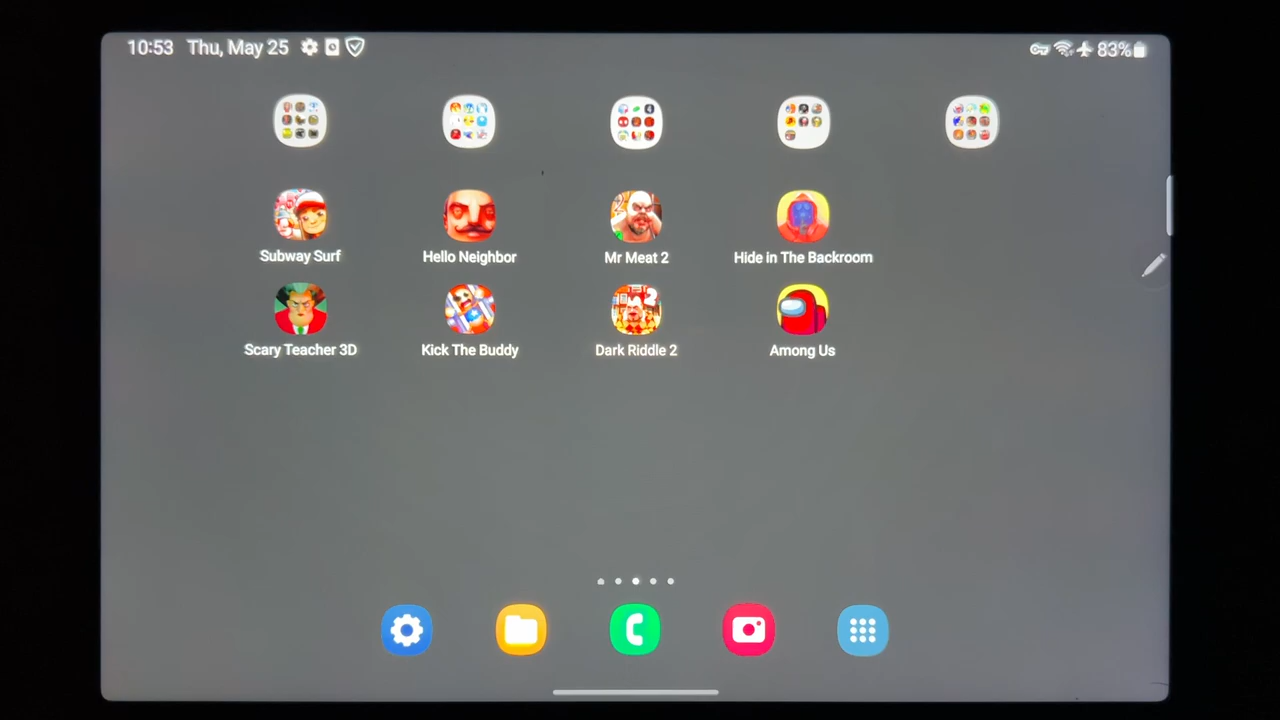 10:53 Thu, May 25 83%
Subway Surf Hello Neighbor Mr Meat 2 Hide in The Backroom
2
Scary Teacher 3D Kick The Buddy Dark Riddle 2 Among Us